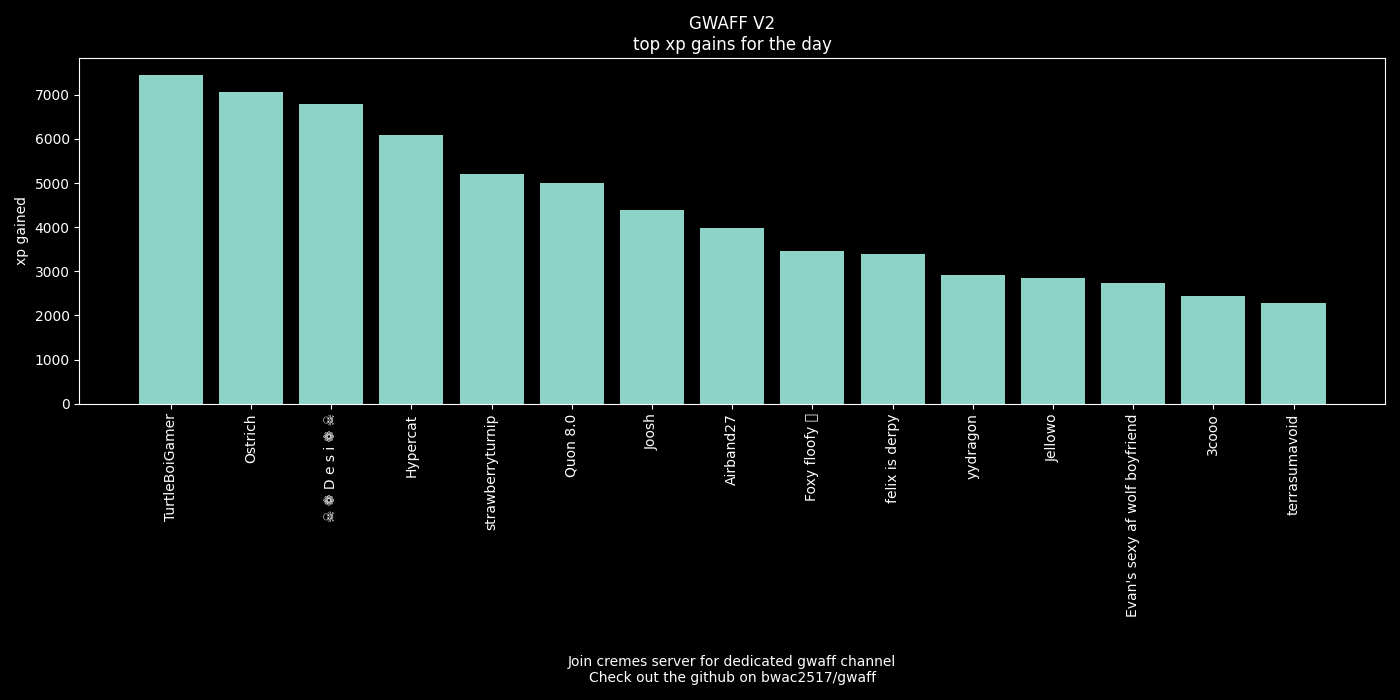 GWAFF V2
top xp gains for the day
xp gained
7000
6000
5000
4000
3000
2000
1000
0
TurtleBoiGamer
Ostrich
☠ ❁ D e s i ❁ ☠
Hypercat
strawberryturnip
Quon 8.0
Joosh
Airband27
Foxy floofy
felix is derpy
yydragon
Jellowo
Evan's sexy af wolf boyfriend
3cooo
terrasumavoid
Join cremes server for dedicated gwaff channel
Check out the github on bwac2517/gwaff